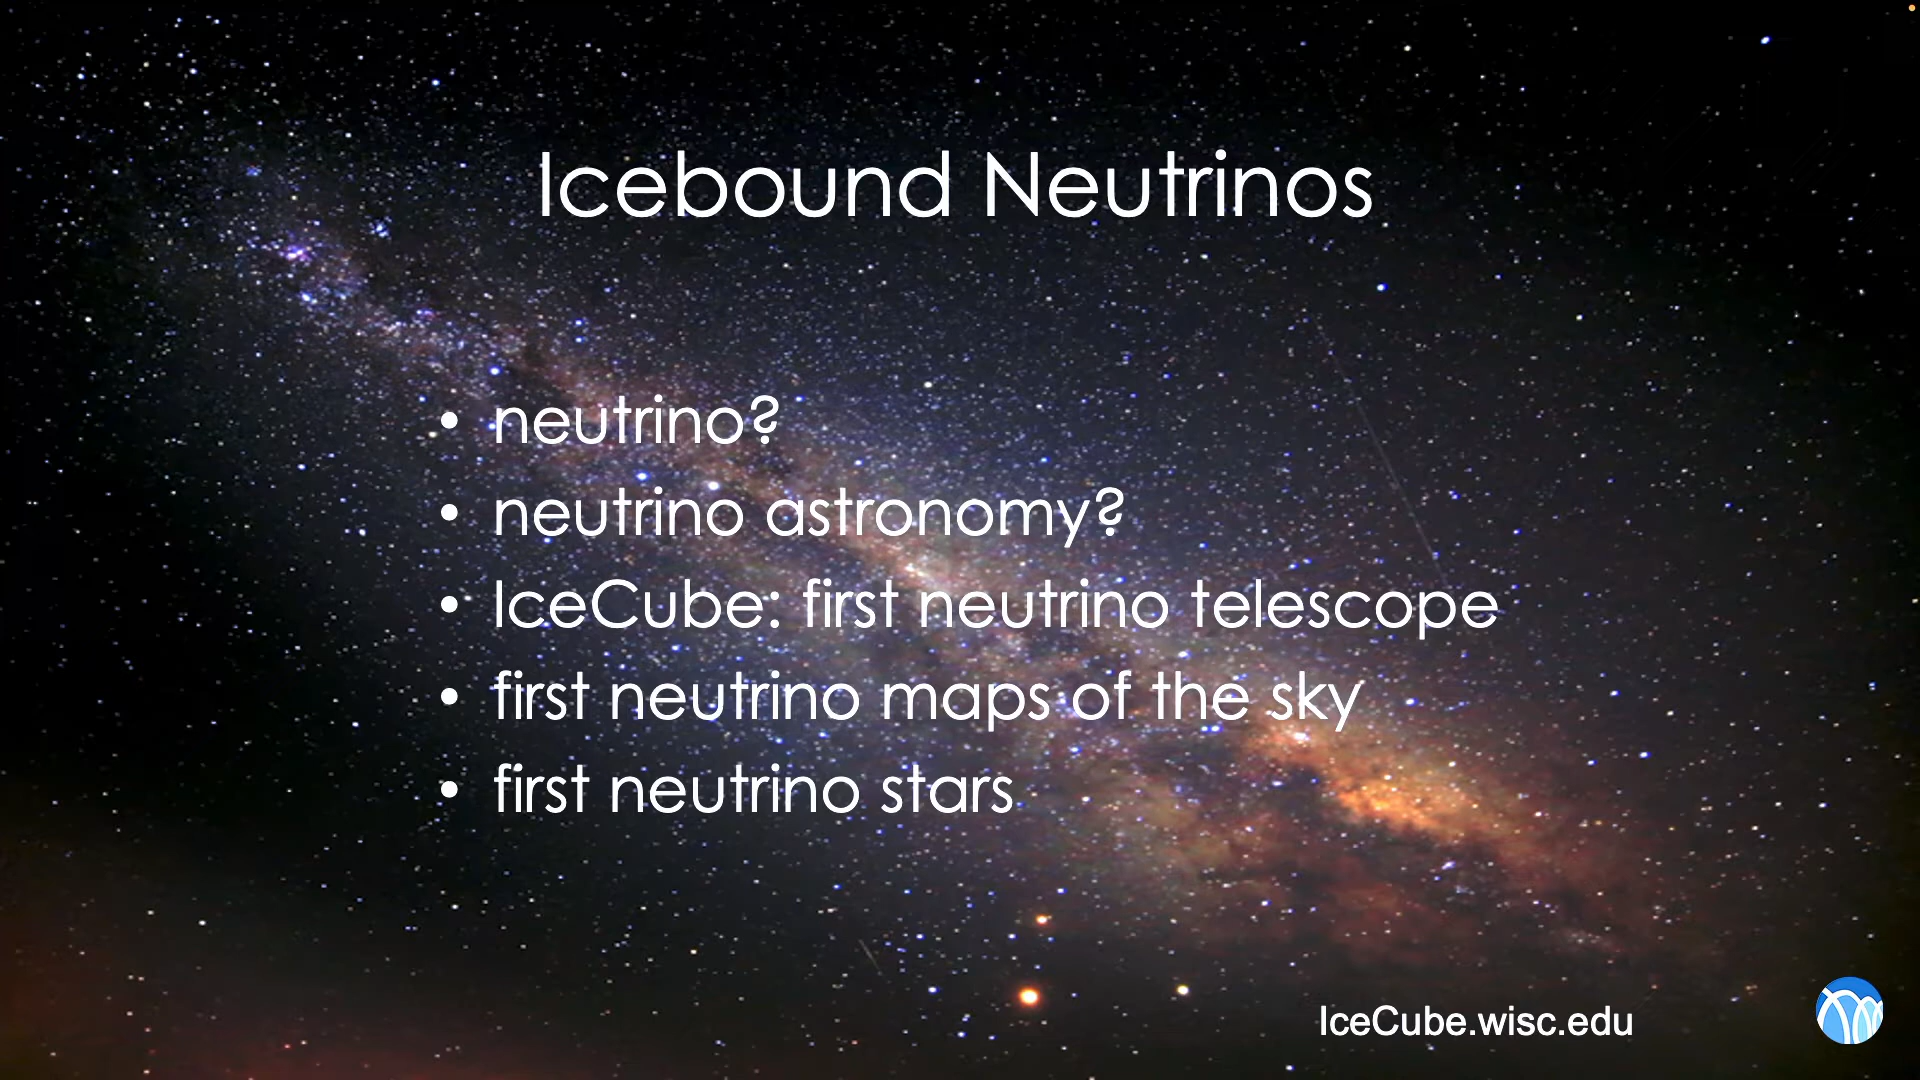 Icebound Neutrinos
• neutrino?
• neutrino astronomy?
• IceCube: first neutrino telescope
• first neutrino maps of the sky
• first neutrino stars
IceCube.wisc.edu